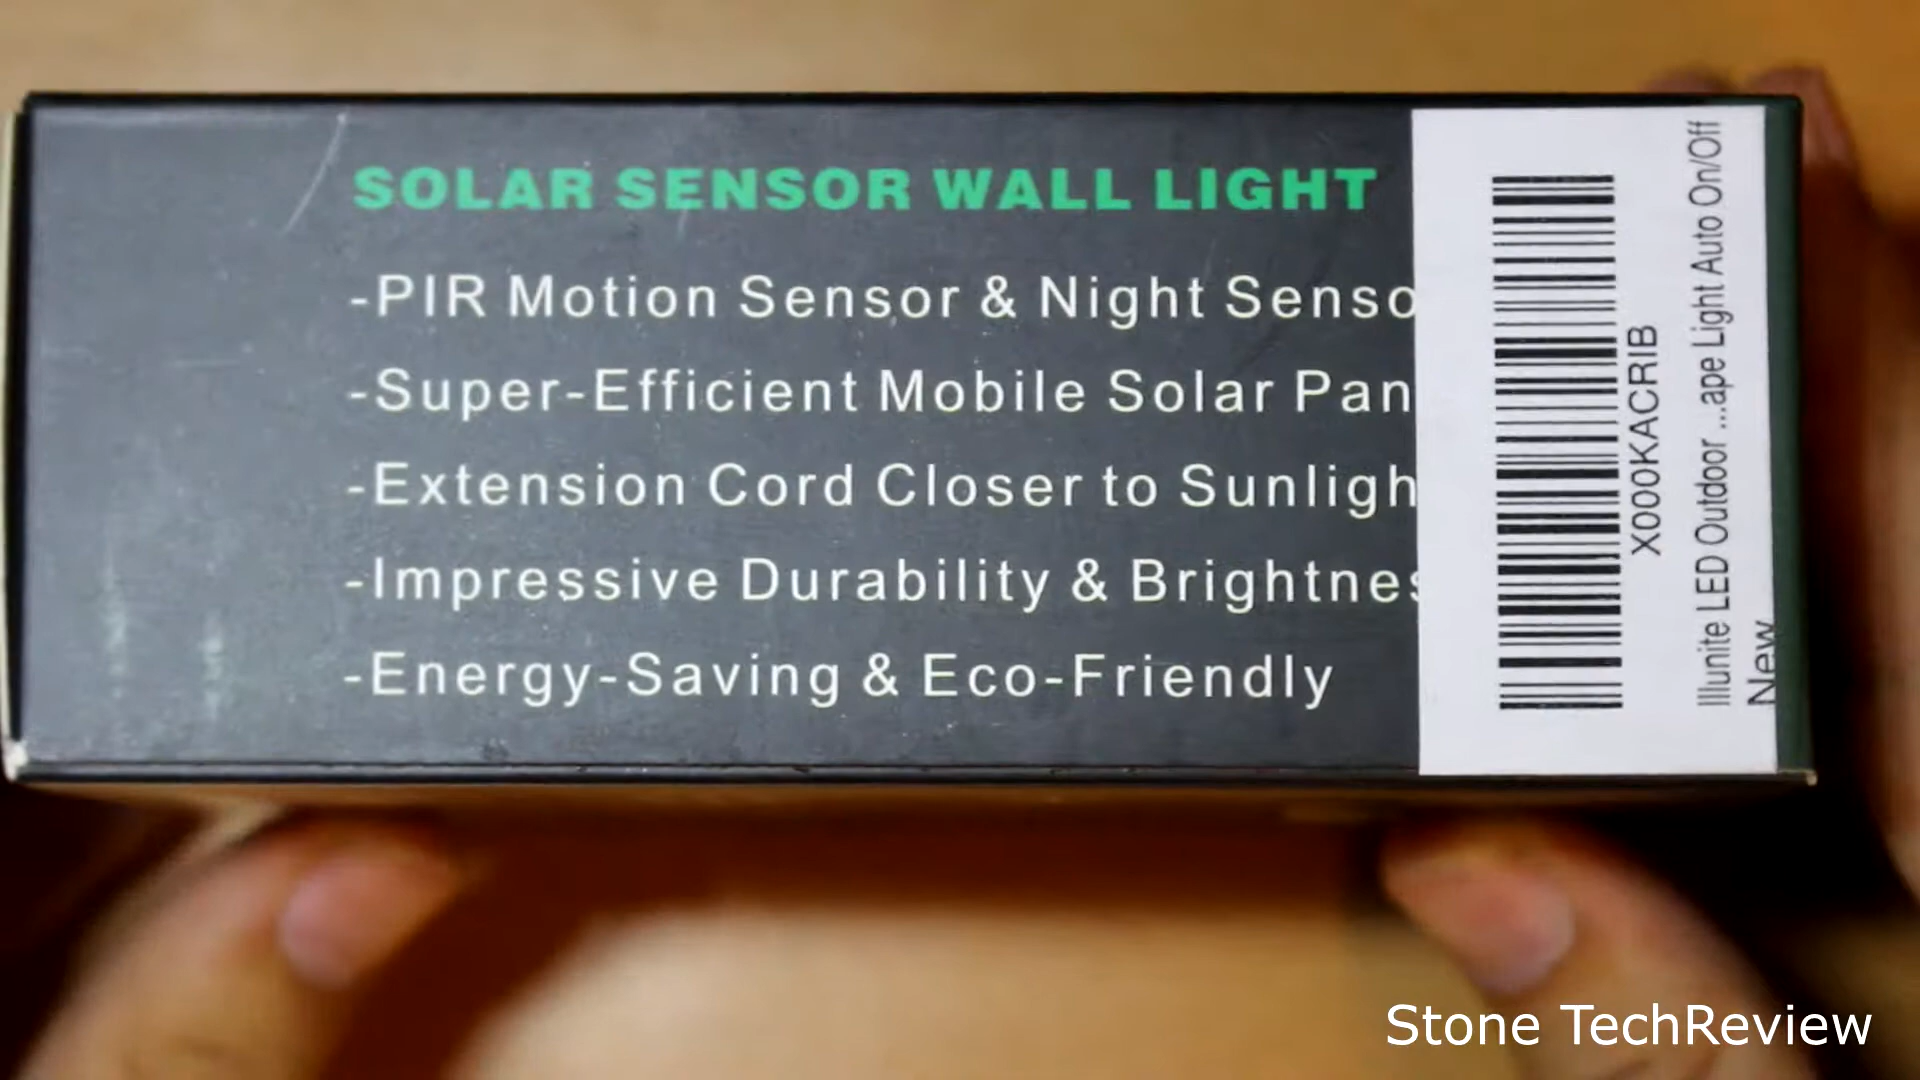 SOLAR SENSOR WALL LIGHT
-PIR Motion Sensor & Night Senso
-Super-Efficient Mobile Solar Pan
-Extension Cord Closer to Sunligh
-Impressive Durability & Brightnes
-Energy-Saving & Eco-Friendly
X000KACRIB
Illunite LED Outdoor ...ape Light Auto On/Off
New
Stone TechReview